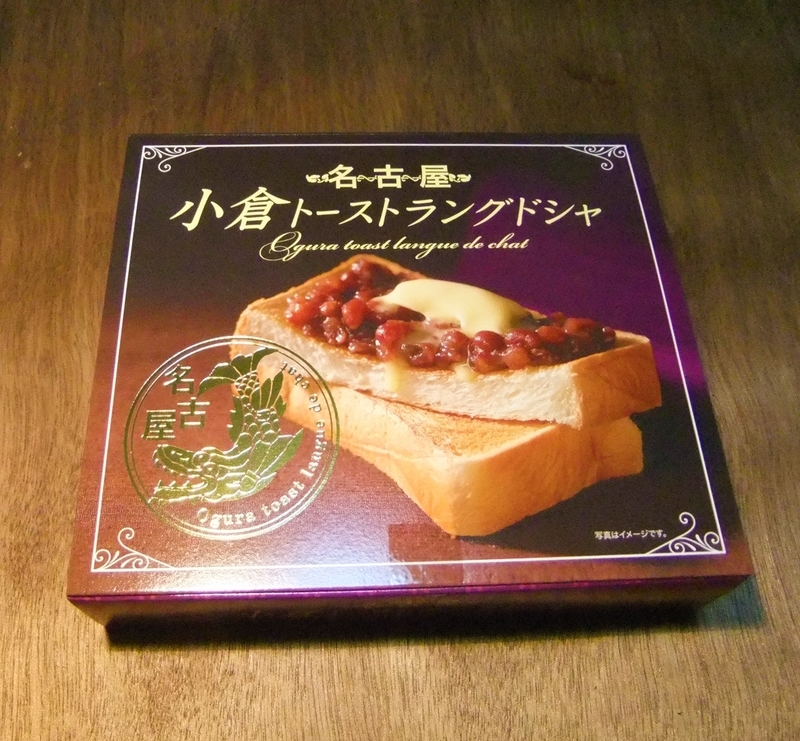 名古屋
小倉トーストラングドシャ
Ogura toast langue de chat
名古屋
Ogura toast langue de chat
写真はイメージです。